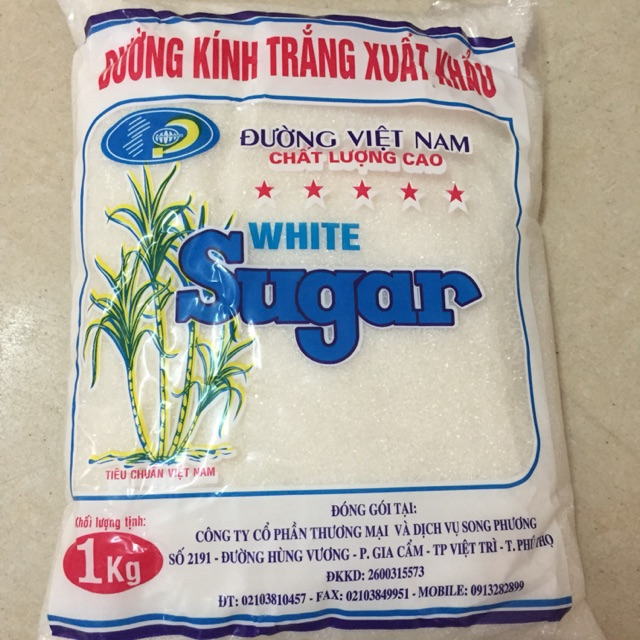 ĐƯỜNG KÍNH TRẮNG XUẤT KHẨU
ĐƯỜNG VIỆT NAM
CHẤT LƯỢNG CAO
WHITE
Sugar
TIÊU CHUẨN VIỆT NAM
Khối lượng tịnh:
1Kg
ĐÓNG GÓI TẠI:
CÔNG TY CỔ PHẦN THƯƠNG MẠI VÀ DỊCH VỤ SONG PHƯƠNG
SỐ 2191 - ĐƯỜNG HÙNG VƯƠNG - P. GIA CẨM - TP VIỆT TRÌ - T. PHÚ THỌ
ĐKKD: 2600315573
ĐT: 02103810457 - FAX: 02103849951 - MOBILE: 0913282899